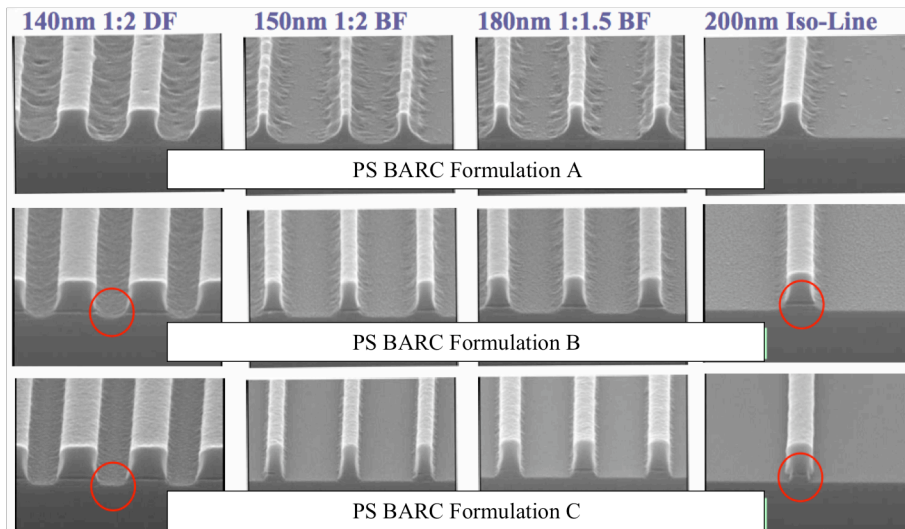 140nm 1:2 DF 150nm 1:2 BF 180nm 1:1.5 BF 200nm Iso-Line
PS BARC Formulation A
PS BARC Formulation B
PS BARC Formulation C